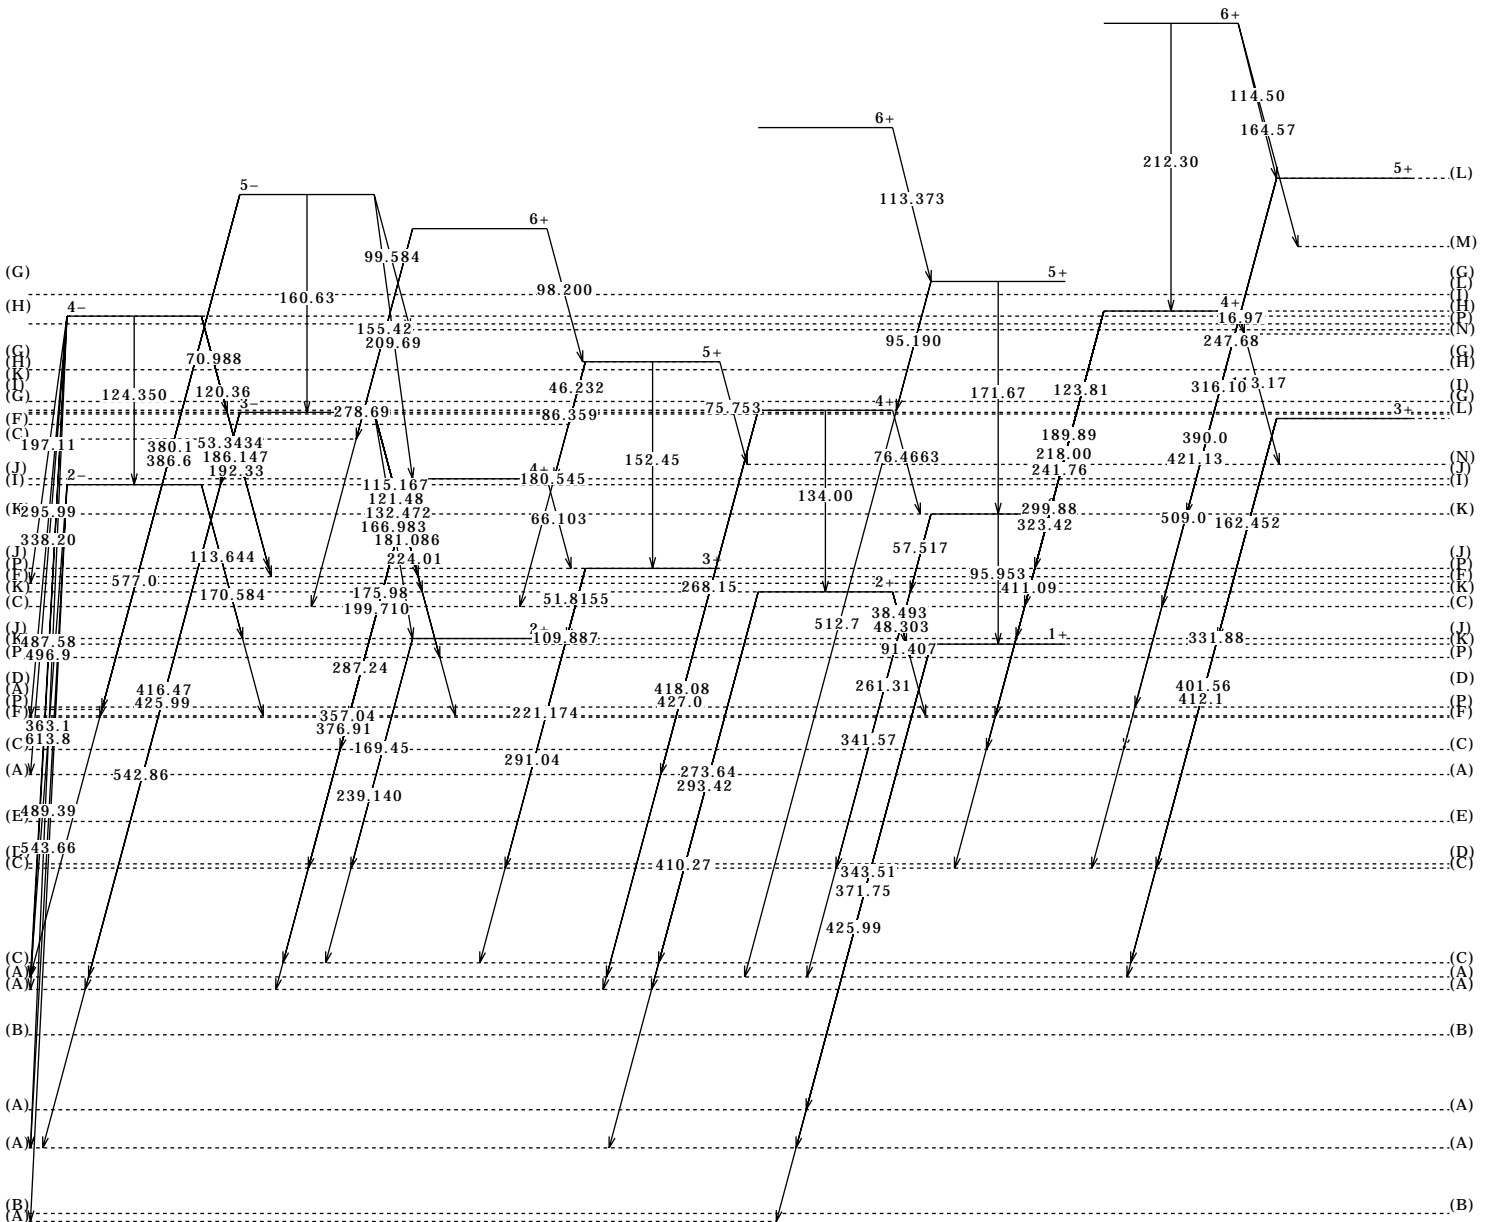 6+
114.50
6+
164.57
212.30
5+ (L)
5-
113.373
6+
(M)
99.584
(G) 5+ (G)
(L)
98.200
160.63
(I)
(H) 4- 4+ (H)
16.97 (P)
155.42 (N)
209.69 95.190 247.68
(G) 5+ (G)
70.988 (H)
(H)
(K)
(I) 46.232 316.10 (I)
124.350 120.36 171.67 123.81
(G) (G)
3- 278.69 86.359 75.753 4+ (L)
3+
(F)
(C) 189.89 390.0
197.11 380.1 53.3434
218.00
386.6 186.147 152.45 76.4663 421.13 (N)
(J) 192.33 241.76 (J)
2- 4+
(I) 180.545 (I)
115.167
121.48 134.00
(K) 299.88 (K)
295.99 132.472 66.103 509.0 162.452
166.983 323.42
338.20 181.086
57.517
(J) 113.644 224.01 3+ (J)
(P) (P)
(F) 577.0 95.953 (F)
(K) 268.15 2+ 411.09 (K)
170.584 175.98
(C) 51.8155 (C)
199.710 38.493
512.7
(J) 48.303 (J)
2+ 109.887 1+ 331.88 (K)
487.58
496.9 91.407 (P)
287.24
(D) (D)
(A) 416.47 418.08 261.31 401.56
425.99 427.0 412.1 (P)
(P)
(F) 221.174 (F)
357.04
363.1 376.91
613.8 341.57
(C) 169.45 (C)
291.04
(A) 542.86 273.64 (A)
293.42
239.140
489.39
(E) (E)
543.66 (D)
(C) 410.27 343.51 (C)
371.75
425.99
(C) (C)
(A) (A)
(A) (A)
(B) (B)
(A) (A)
(A) (A)
(B) (B)
(A)